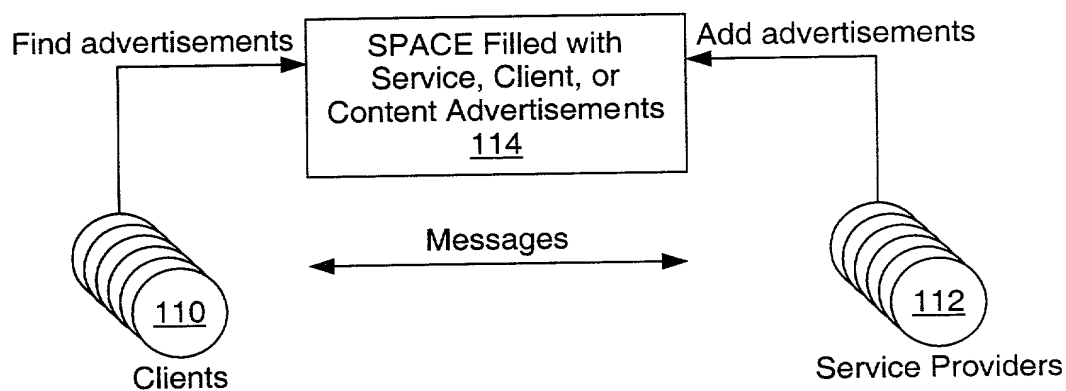 Find advertisements
SPACE Filled with
Service, Client, or
Content Advertisements
114
Add advertisements
Messages
110
Clients
112
Service Providers